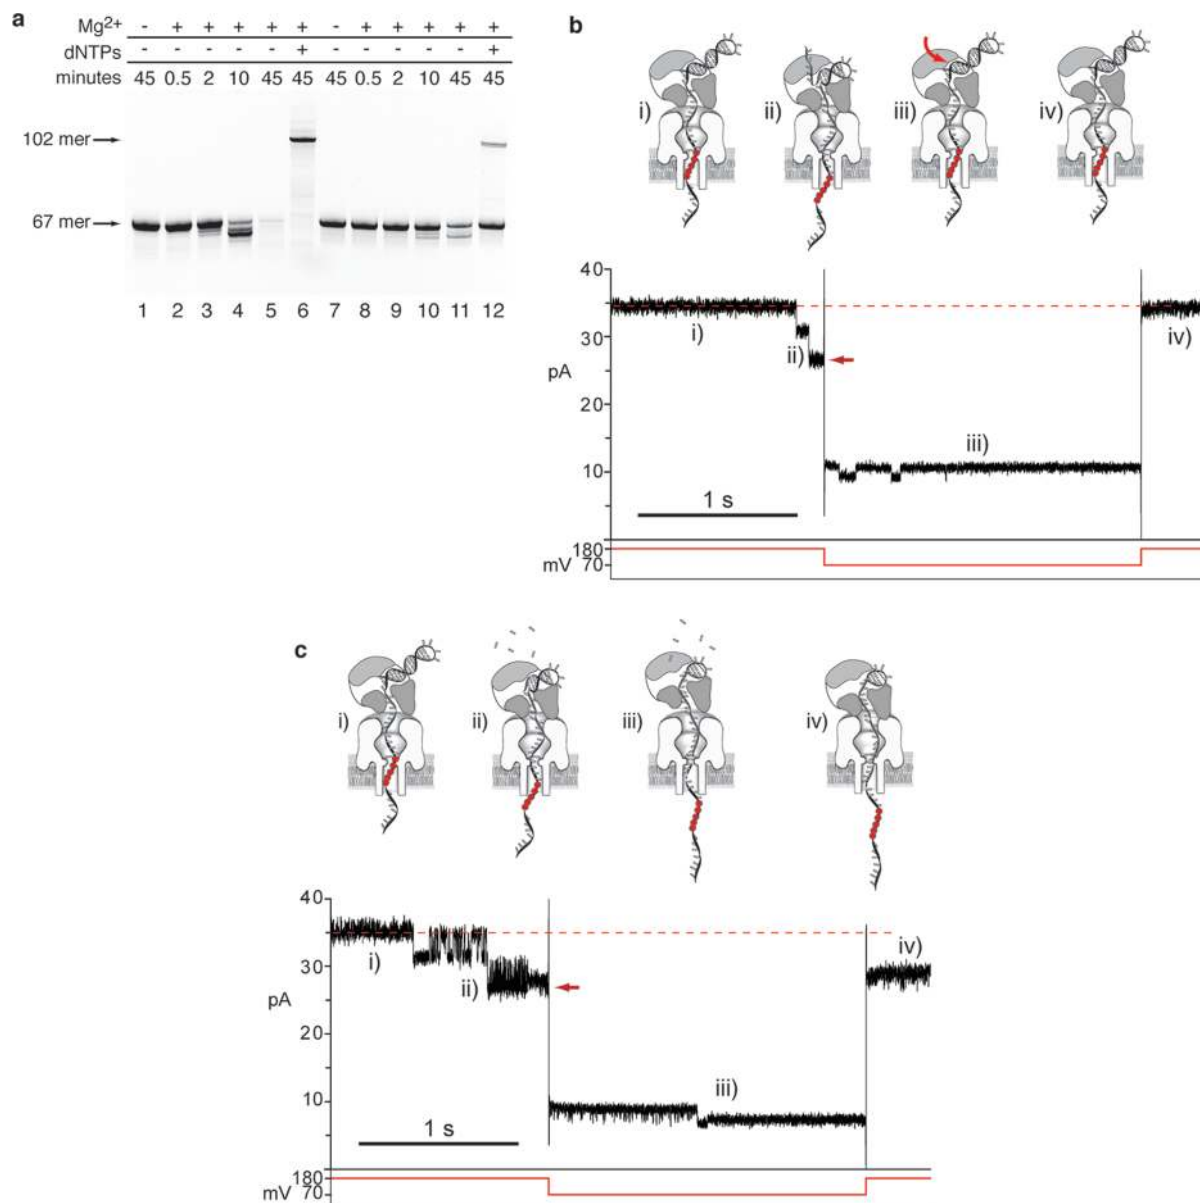 a
Mg2+ - + + + + + - + + + + +
dNTPs - - - - - + - - - - - +
minutes 45 0.5 2 10 45 45 45 0.5 2 10 45 45
102 mer
67 mer
1 2 3 4 5 6 7 8 9 10 11 12
b
i) ii) iii) iv)
40
30
20
10
pA
i)
ii)
iii)
iv)
1 s
180
70
mV
c
i) ii) iii) iv)
40
30
20
10
pA
i)
ii)
iii)
iv)
1 s
180
70
mV